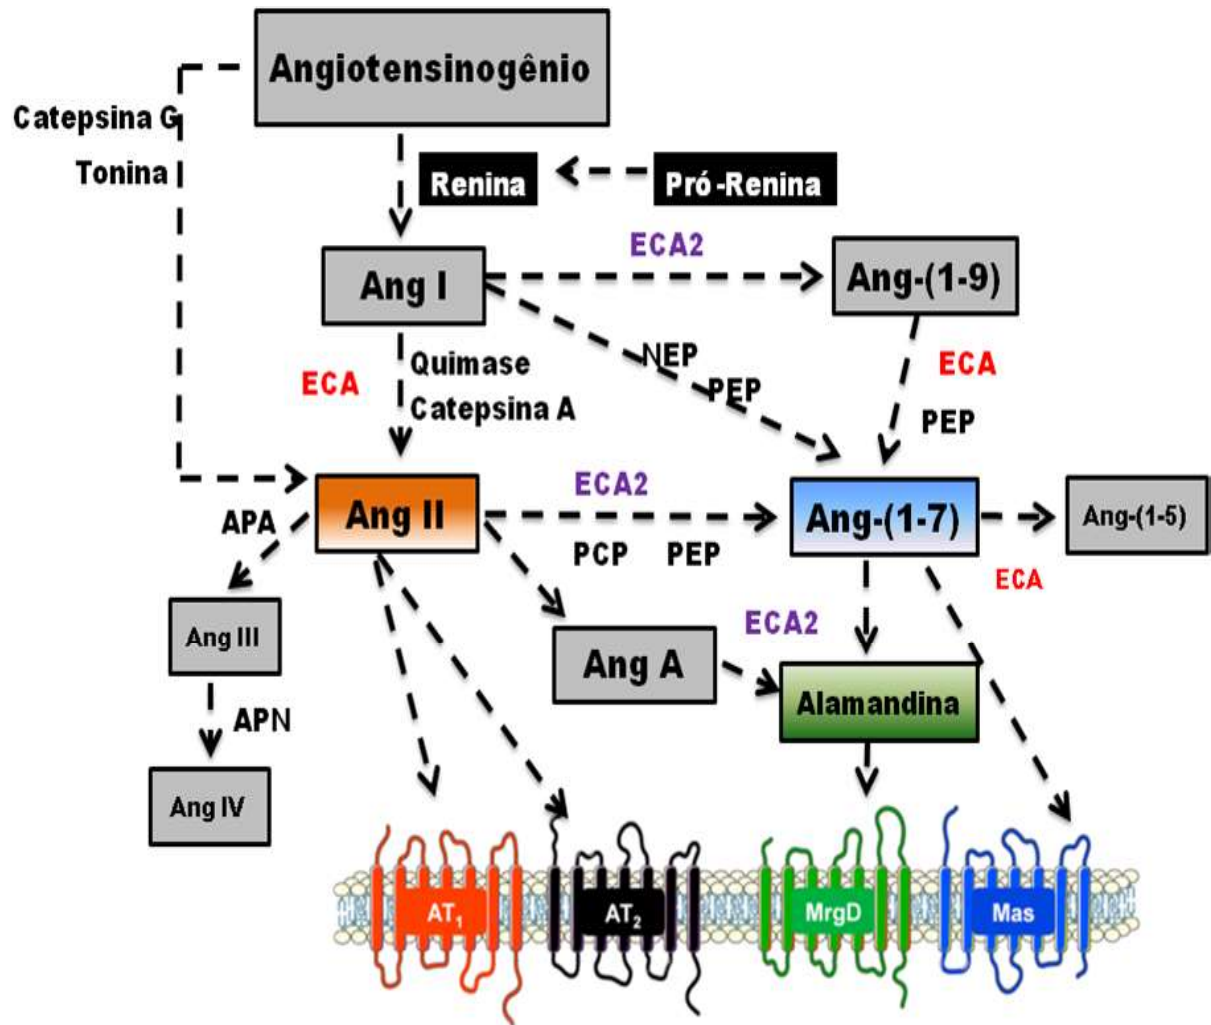 Angiotensinogênio
Catepsina G
Tonina
Renina
Pró-Renina
ECA2
Ang I
Ang-(1-9)
ECA
Quimase
Catepsina A
NEP
PEP
ECA
PEP
Ang II
ECA2
PCP PEP
Ang-(1-7)
Ang-(1-5)
ECA
APA
Ang III
APN
Ang IV
Ang A
ECA2
Alamandina
AT1
AT2
MrgD
Mas